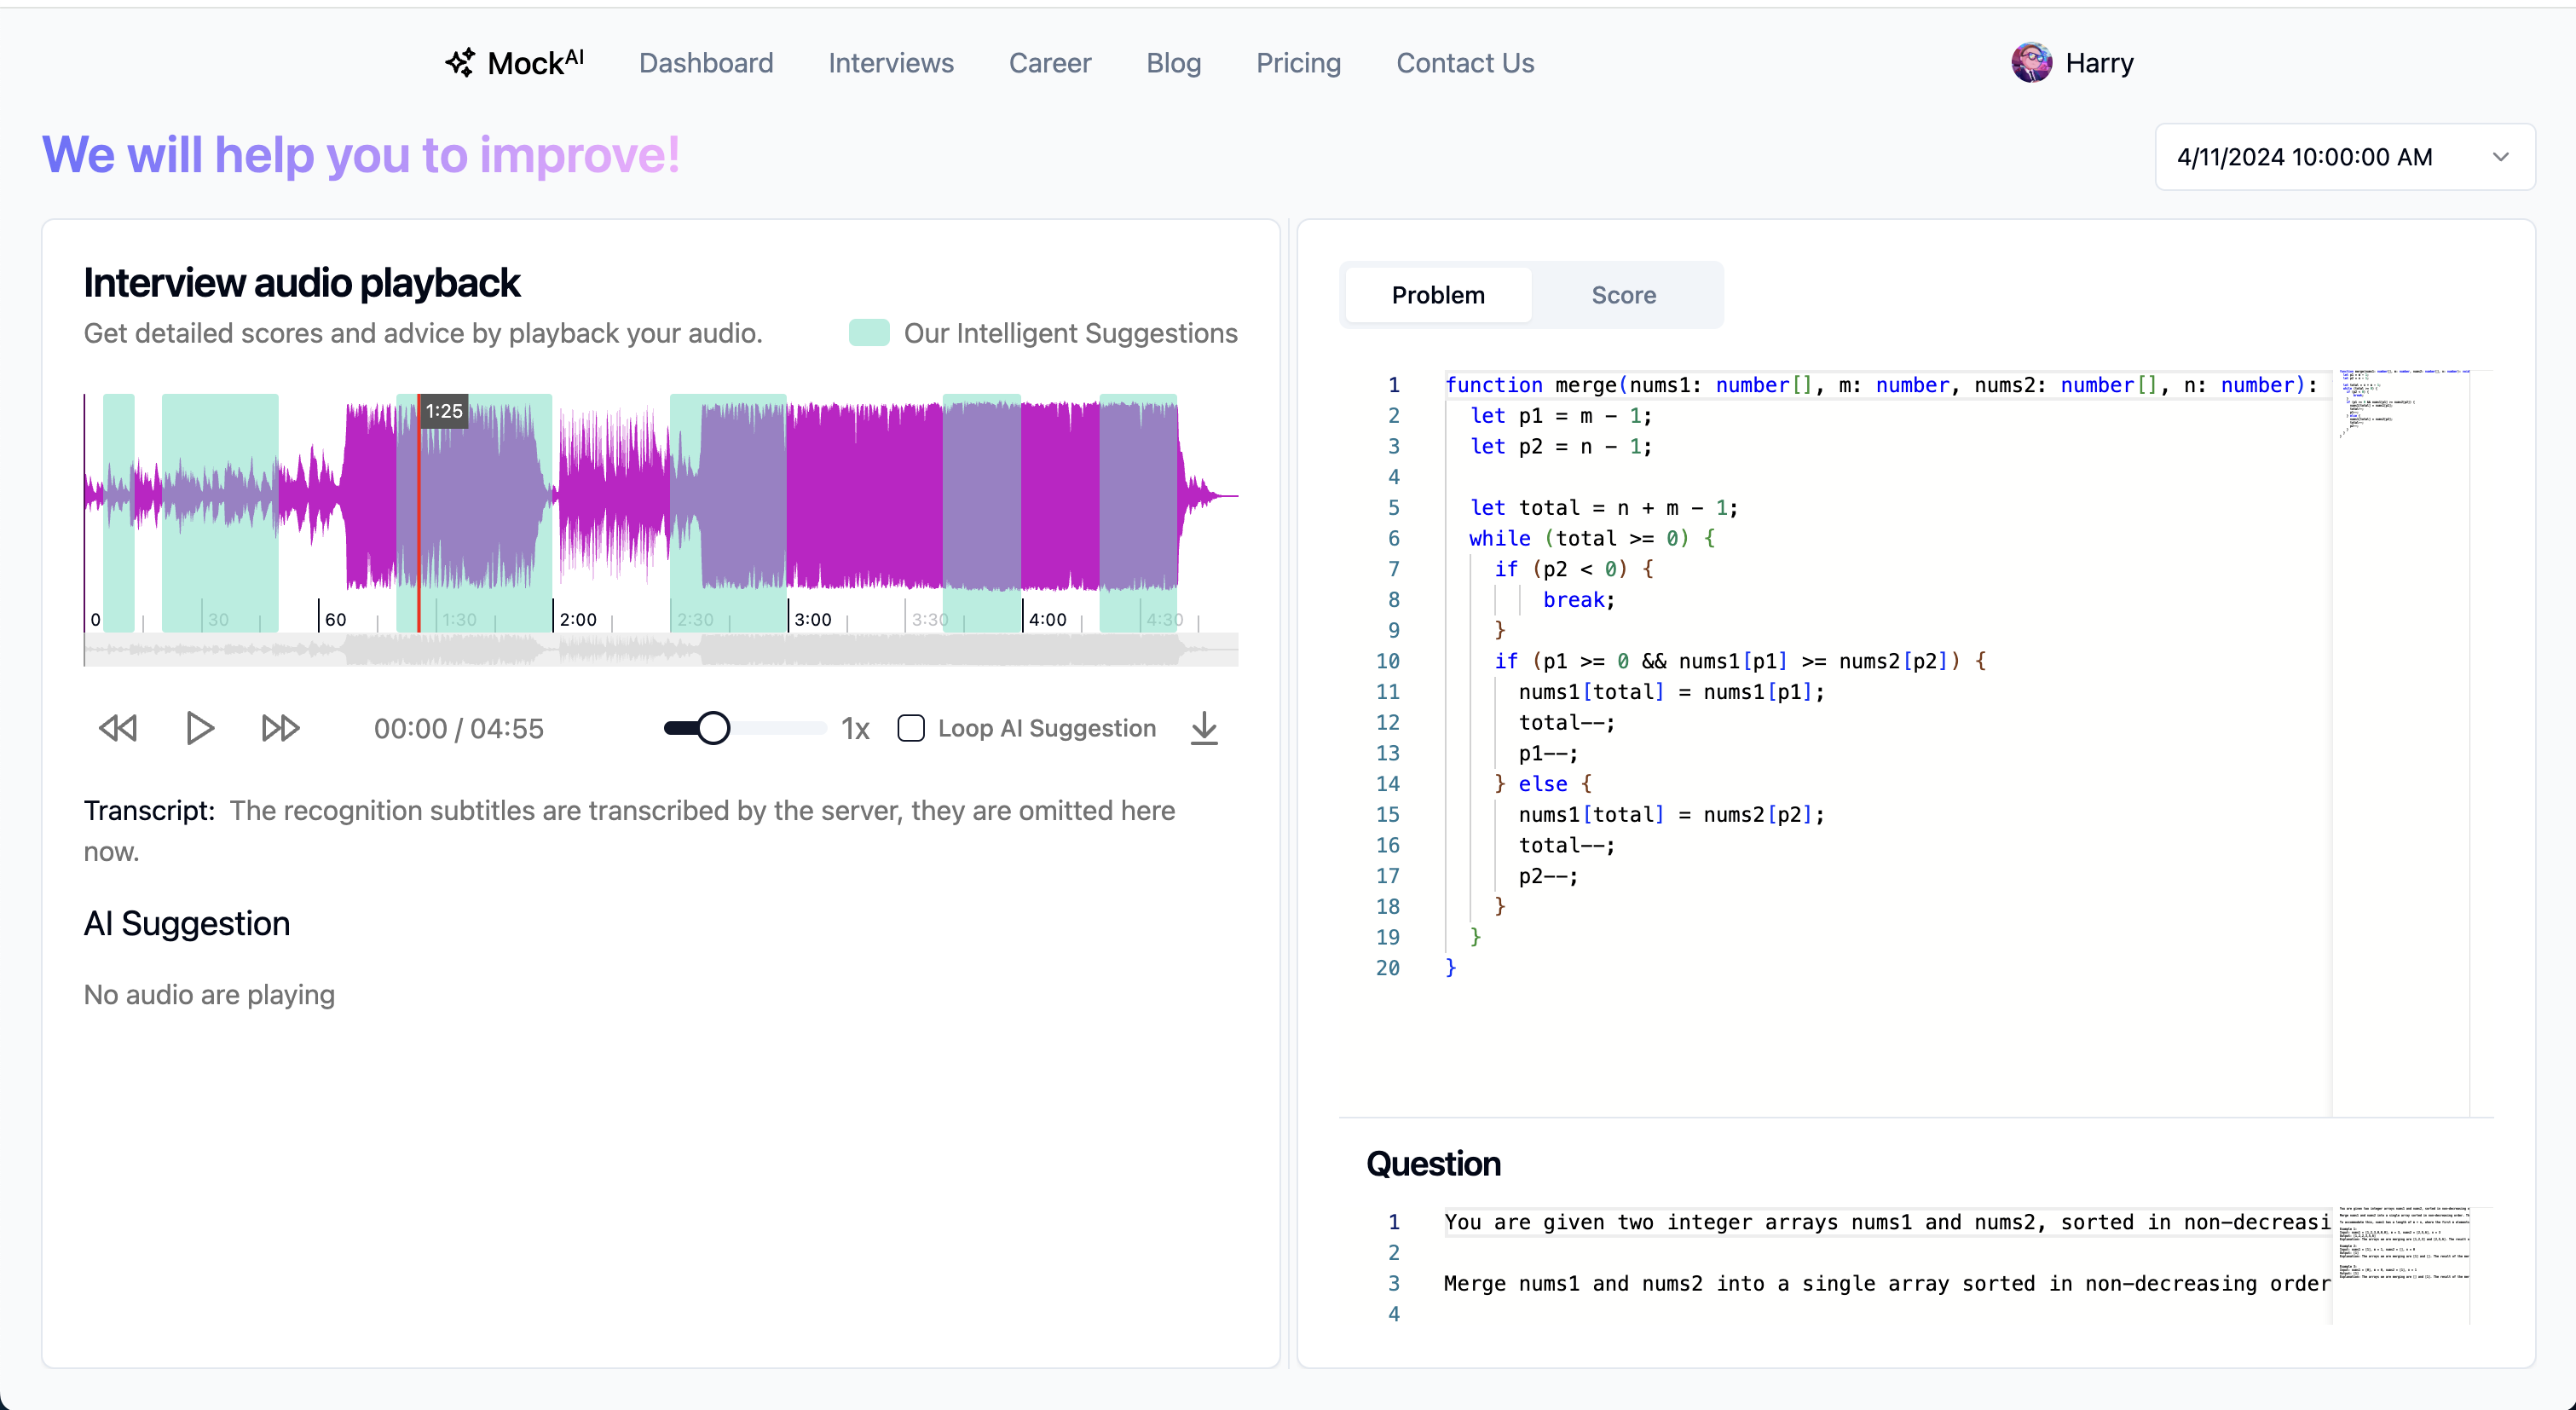 MockAI
Dashboard
Interviews
Career
Blog
Pricing
Contact Us
Harry
We will help you to improve!
4/11/2024 10:00:00 AM
Interview audio playback
Get detailed scores and advice by playback your audio.
Our Intelligent Suggestions
1:25
0
30
60
1:30
2:00
2:30
3:00
3:30
4:00
4:30
00:00 / 04:55
1x
Loop AI Suggestion
Transcript: The recognition subtitles are transcribed by the server, they are omitted here
now.
AI Suggestion
No audio are playing
Problem
Score
1 function merge(nums1: number[], m: number, nums2: number[], n: number):
2 let p1 = m - 1;
3 let p2 = n - 1;
4
5 let total = n + m - 1;
6 while (total >= 0) {
7 if (p2 < 0) {
8 break;
9 }
10 if (p1 >= 0 && nums1[p1] >= nums2[p2]) {
11 nums1[total] = nums1[p1];
12 total--;
13 p1--;
14 } else {
15 nums1[total] = nums2[p2];
16 total--;
17 p2--;
18 }
19 }
20 }
Question
1 You are given two integer arrays nums1 and nums2, sorted in non-decreasi
2
3 Merge nums1 and nums2 into a single array sorted in non-decreasing order
4